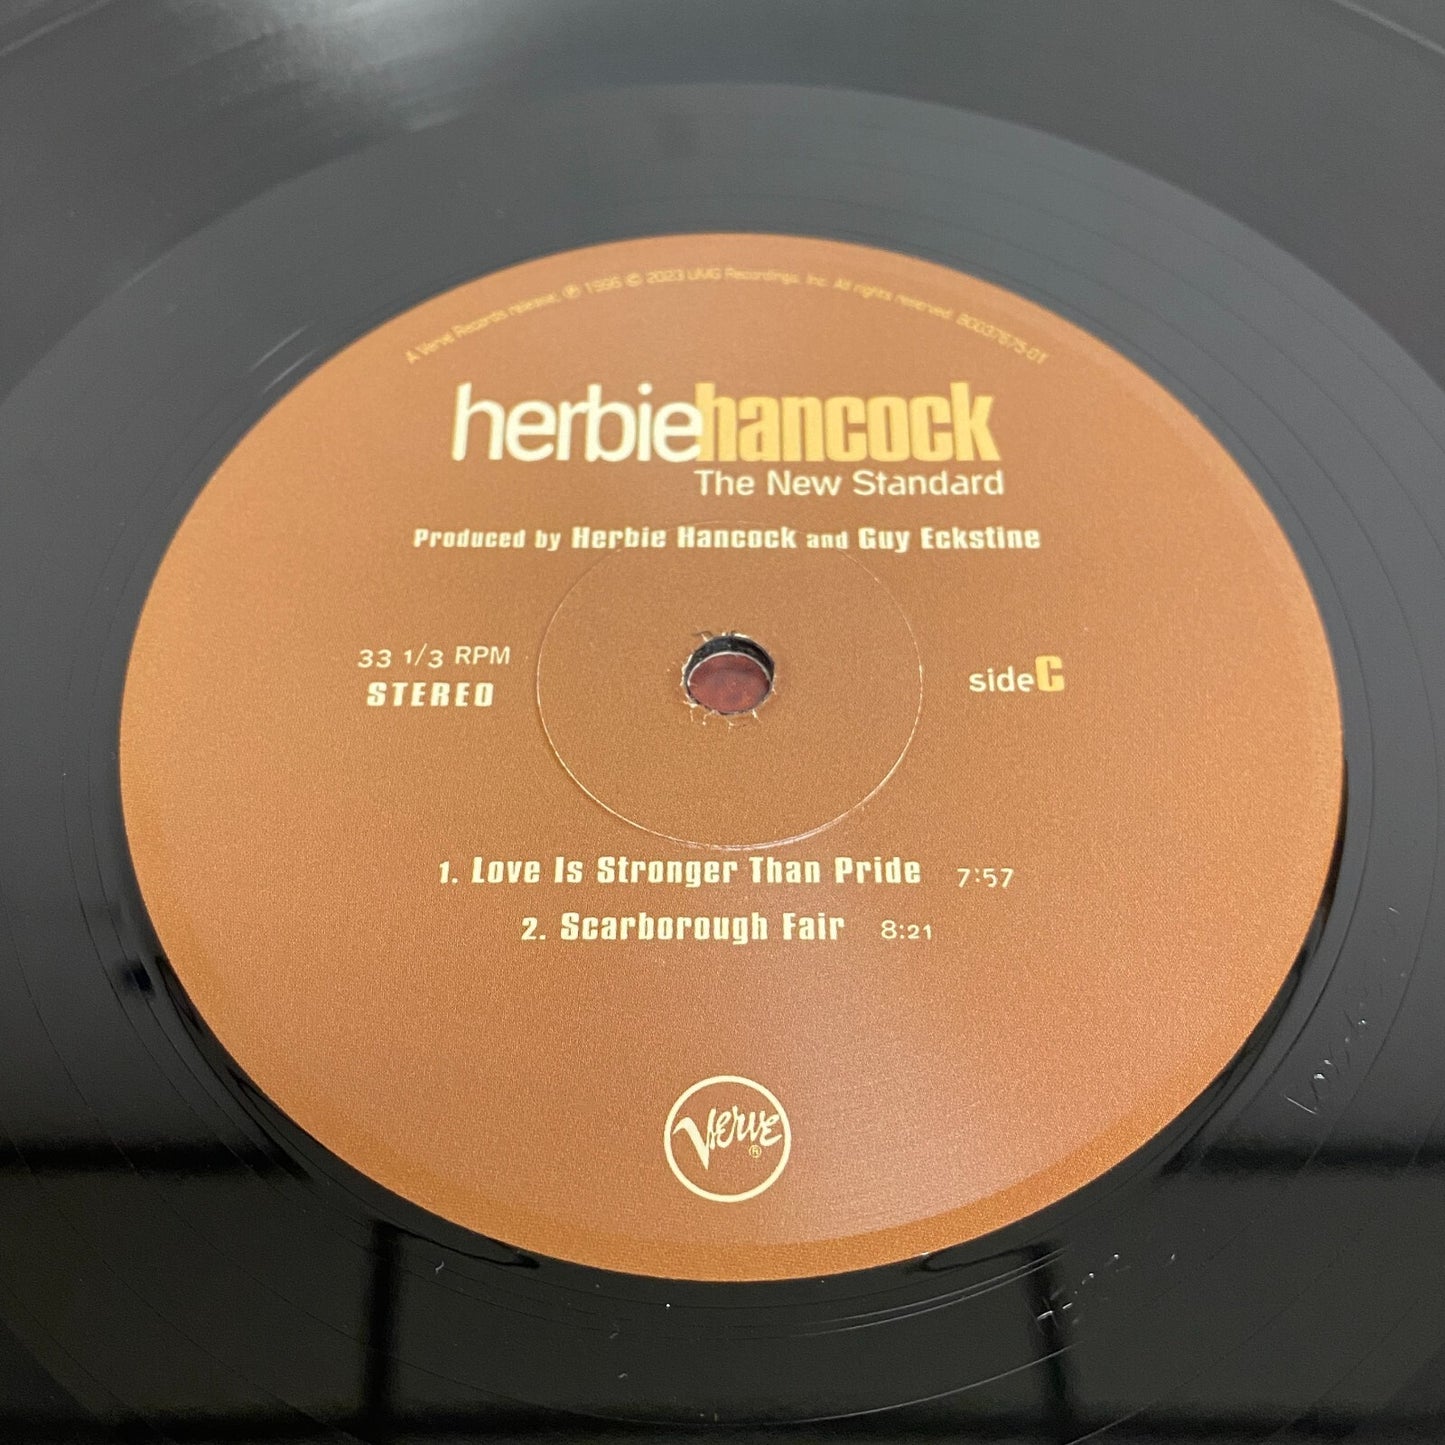 A Verve Records release. ℗ 1996 © 2023 UMG Recordings, Inc. All rights reserved. B0037675-01
herbiehancock
The New Standard
Produced by Herbie Hancock and Guy Eckstine
33 1/3 RPM
STEREO
sideC
1. Love Is Stronger Than Pride 7:57
2. Scarborough Fair 8:21
Verve®